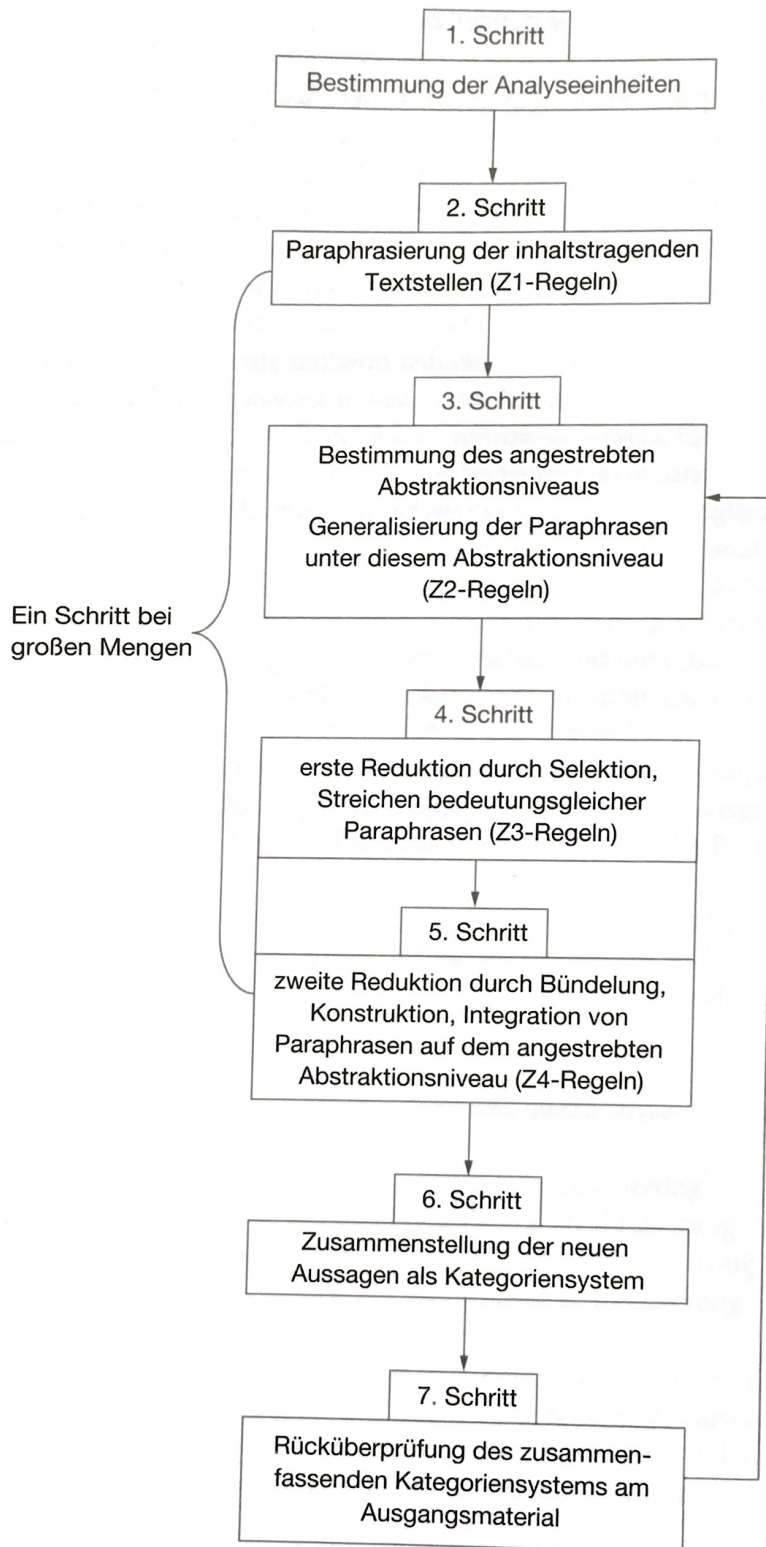 1. Schritt
Bestimmung der Analyseeinheiten
2. Schritt
Paraphrasierung der inhaltstragenden
Textstellen (Z1-Regeln)
3. Schritt
Bestimmung des angestrebten
Abstraktionsniveaus
Generalisierung der Paraphrasen
unter diesem Abstraktionsniveau
(Z2-Regeln)
Ein Schritt bei
großen Mengen
4. Schritt
erste Reduktion durch Selektion,
Streichen bedeutungsgleicher
Paraphrasen (Z3-Regeln)
5. Schritt
zweite Reduktion durch Bündelung,
Konstruktion, Integration von
Paraphrasen auf dem angestrebten
Abstraktionsniveau (Z4-Regeln)
6. Schritt
Zusammenstellung der neuen
Aussagen als Kategoriensystem
7. Schritt
Rücküberprüfung des zusammen-
fassenden Kategoriensystems am
Ausgangsmaterial